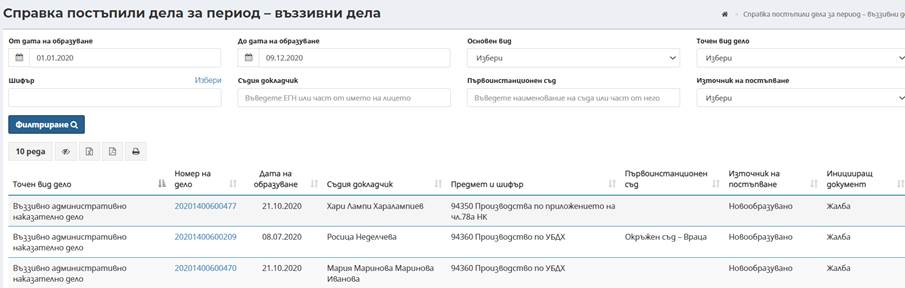 Справка постъпили дела за период – въззивни дела
Справка постъпили дела за период – въззивни де
От дата на образуване
До дата на образуване
Основен вид
Точен вид дело
01.01.2020
09.12.2020
Избери
Избери
Шифър
Избери
Съдия докладчик
Първоинстанционен съд
Източник на постъпване
Въведете ЕГН или част от името на лицето
Въведете наименование на съда или част от него
Избери
Филтриране
10 реда
Точен вид дело
Номер на дело
Дата на образуване
Съдия докладчик
Предмет и шифър
Първоинстанционен съд
Източник на постъпване
Иницииращ документ
Въззивно административно наказателно дело
20201400600477
21.10.2020
Хари Лампи Харалампиев
94350 Производства по приложението на чл.78а НК
Новообразувано
Жалба
Въззивно административно наказателно дело
20201400600209
08.07.2020
Росица Неделчева
94360 Производство по УБДХ
Окръжен съд – Враца
Новообразувано
Жалба
Въззивно административно наказателно дело
20201400600470
21.10.2020
Мария Маринова Маринова Иванова
94360 Производство по УБДХ
Новообразувано
Жалба